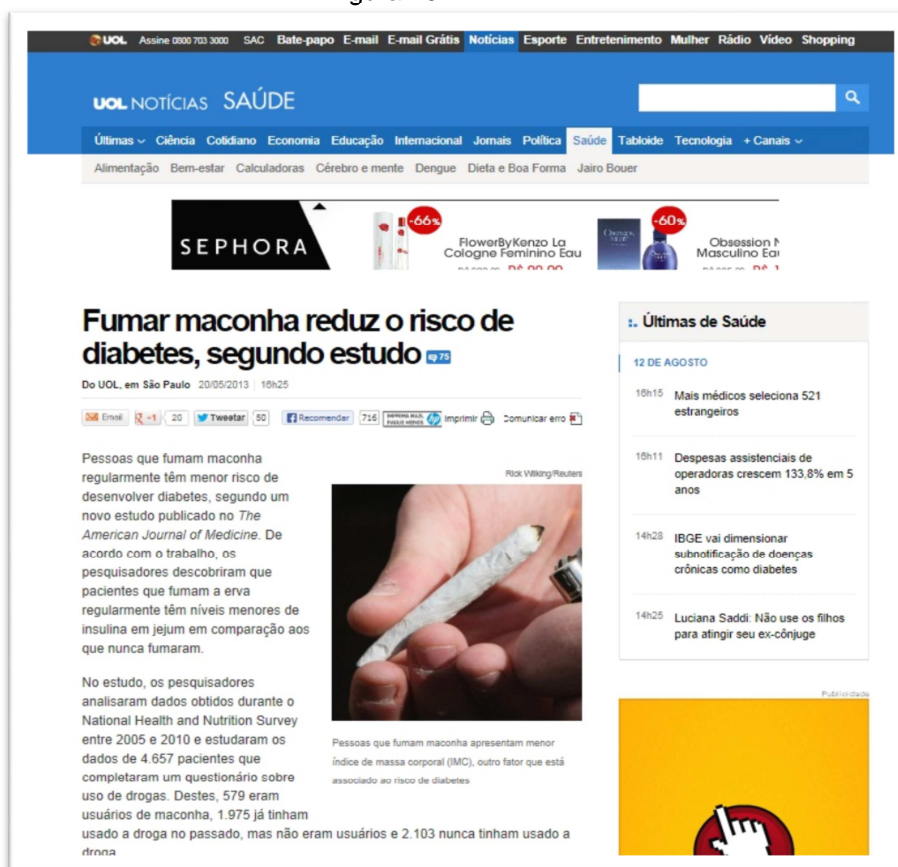 UOL Assine 0800 703 3000 SAC Bate-papo E-mail E-mail Grátis Notícias Esporte Entretenimento Mulher Rádio Vídeo Shopping
UOL NOTÍCIAS SAÚDE
Últimas Ciência Cotidiano Economia Educação Internacional Jornais Política Saúde Tabloide Tecnologia + Canais
Alimentação Bem-estar Calculadoras Cérebro e mente Dengue Dieta e Boa Forma Jairo Bouer
SEPHORA
-66%
FlowerByKenzo La
Cologne Feminino Eau
-60%
Obsession
Masculino
Fumar maconha reduz o risco de
diabetes, segundo estudo 75
Do UOL, em São Paulo 20/05/2013 | 16h25
Email +1 20 Tweetar 50 Recomendar 716 Imprimir Comunicar erro
Pessoas que fumam maconha
regularmente têm menor risco de
desenvolver diabetes, segundo um
novo estudo publicado no The
American Journal of Medicine. De
acordo com o trabalho, os
pesquisadores descobriram que
pacientes que fumam a erva
regularmente têm níveis menores de
insulina em jejum em comparação aos
que nunca fumaram.
No estudo, os pesquisadores
analisaram dados obtidos durante o
National Health and Nutrition Survey
entre 2005 e 2010 e estudaram os
dados de 4.657 pacientes que
completaram um questionário sobre
uso de drogas. Destes, 579 eram
usuários de maconha, 1.975 já tinham
usado a droga no passado, mas não eram usuários e 2.103 nunca tinham usado a
droga
Rick Wilking/Reuters
Pessoas que fumam maconha apresentam menor
índice de massa corporal (IMC), outro fator que está
associado ao risco de diabetes
:. Últimas de Saúde
12 DE AGOSTO
16h15 Mais médicos seleciona 521
estrangeiros
16h11 Despesas assistenciais de
operadoras crescem 133,8% em 5
anos
14h28 IBGE vai dimensionar
subnotificação de doenças
crônicas como diabetes
14h25 Luciana Saddi: Não use os filhos
para atingir seu ex-cônjuge
Publicidade